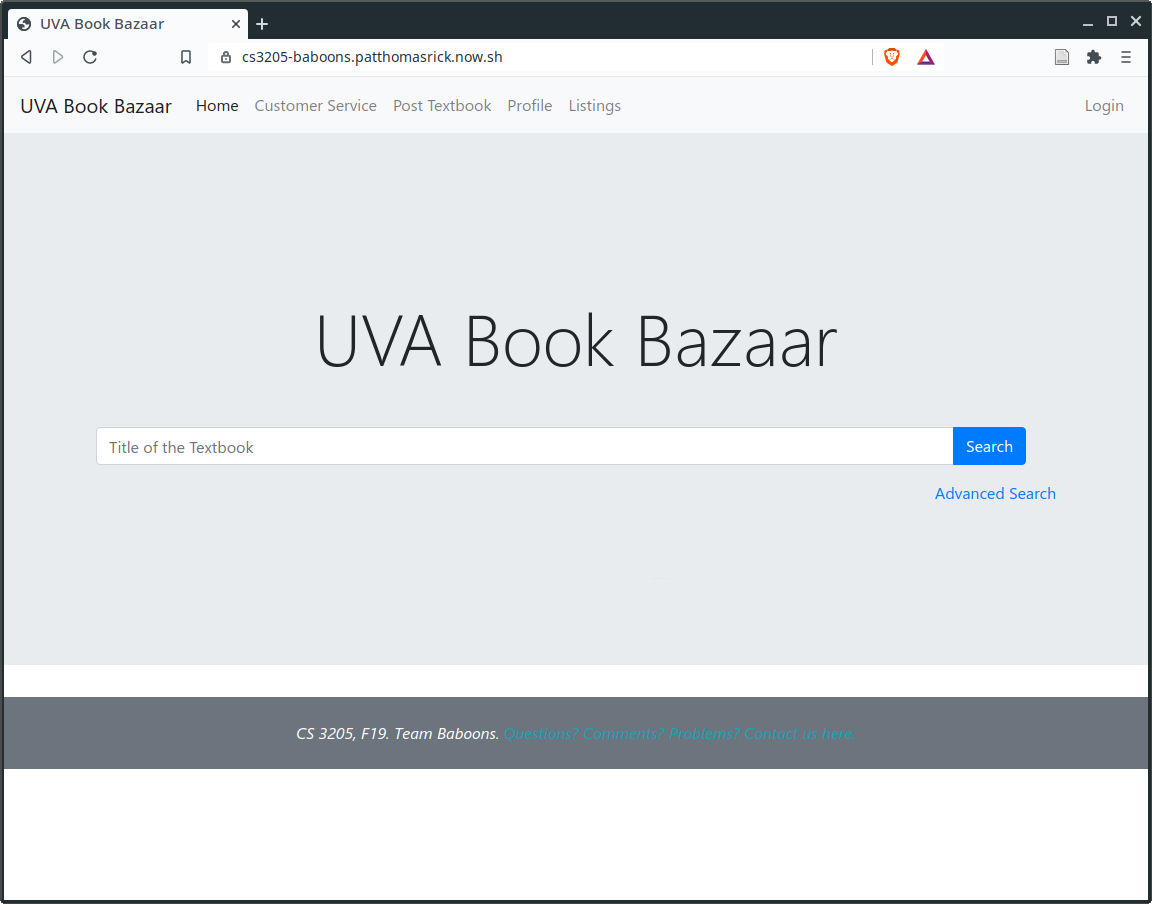 UVA Book Bazaar
cs3205-baboons.patthomasrick.now.sh
UVA Book Bazaar Home Customer Service Post Textbook Profile Listings Login
UVA Book Bazaar
Title of the Textbook Search
Advanced Search
CS 3205, F19. Team Baboons. Questions? Comments? Problems? Contact us here.